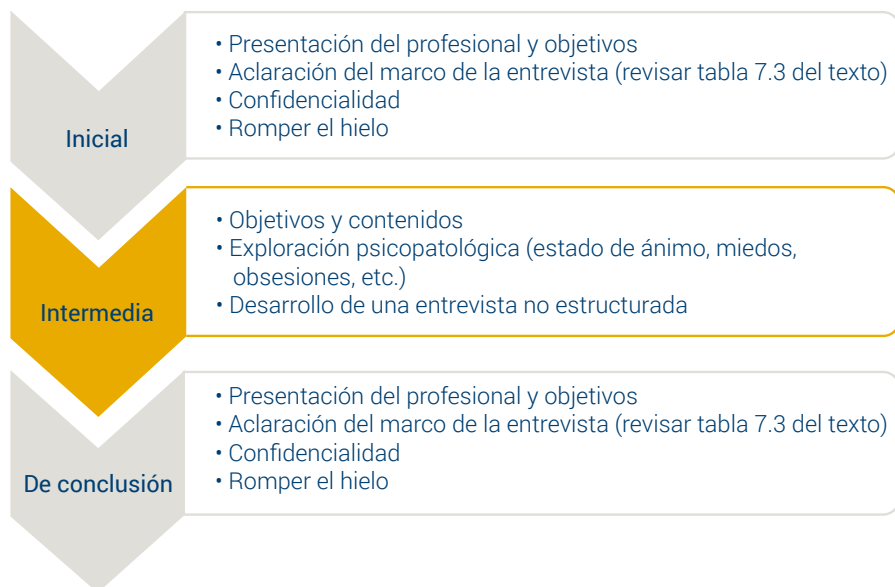 • Presentación del profesional y objetivos
• Aclaración del marco de la entrevista (revisar tabla 7.3 del texto)
• Confidencialidad
• Romper el hielo
Inicial
• Objetivos y contenidos
• Exploración psicopatológica (estado de ánimo, miedos,
obsesiones, etc.)
• Desarrollo de una entrevista no estructurada
Intermedia
• Presentación del profesional y objetivos
• Aclaración del marco de la entrevista (revisar tabla 7.3 del texto)
• Confidencialidad
• Romper el hielo
De conclusión